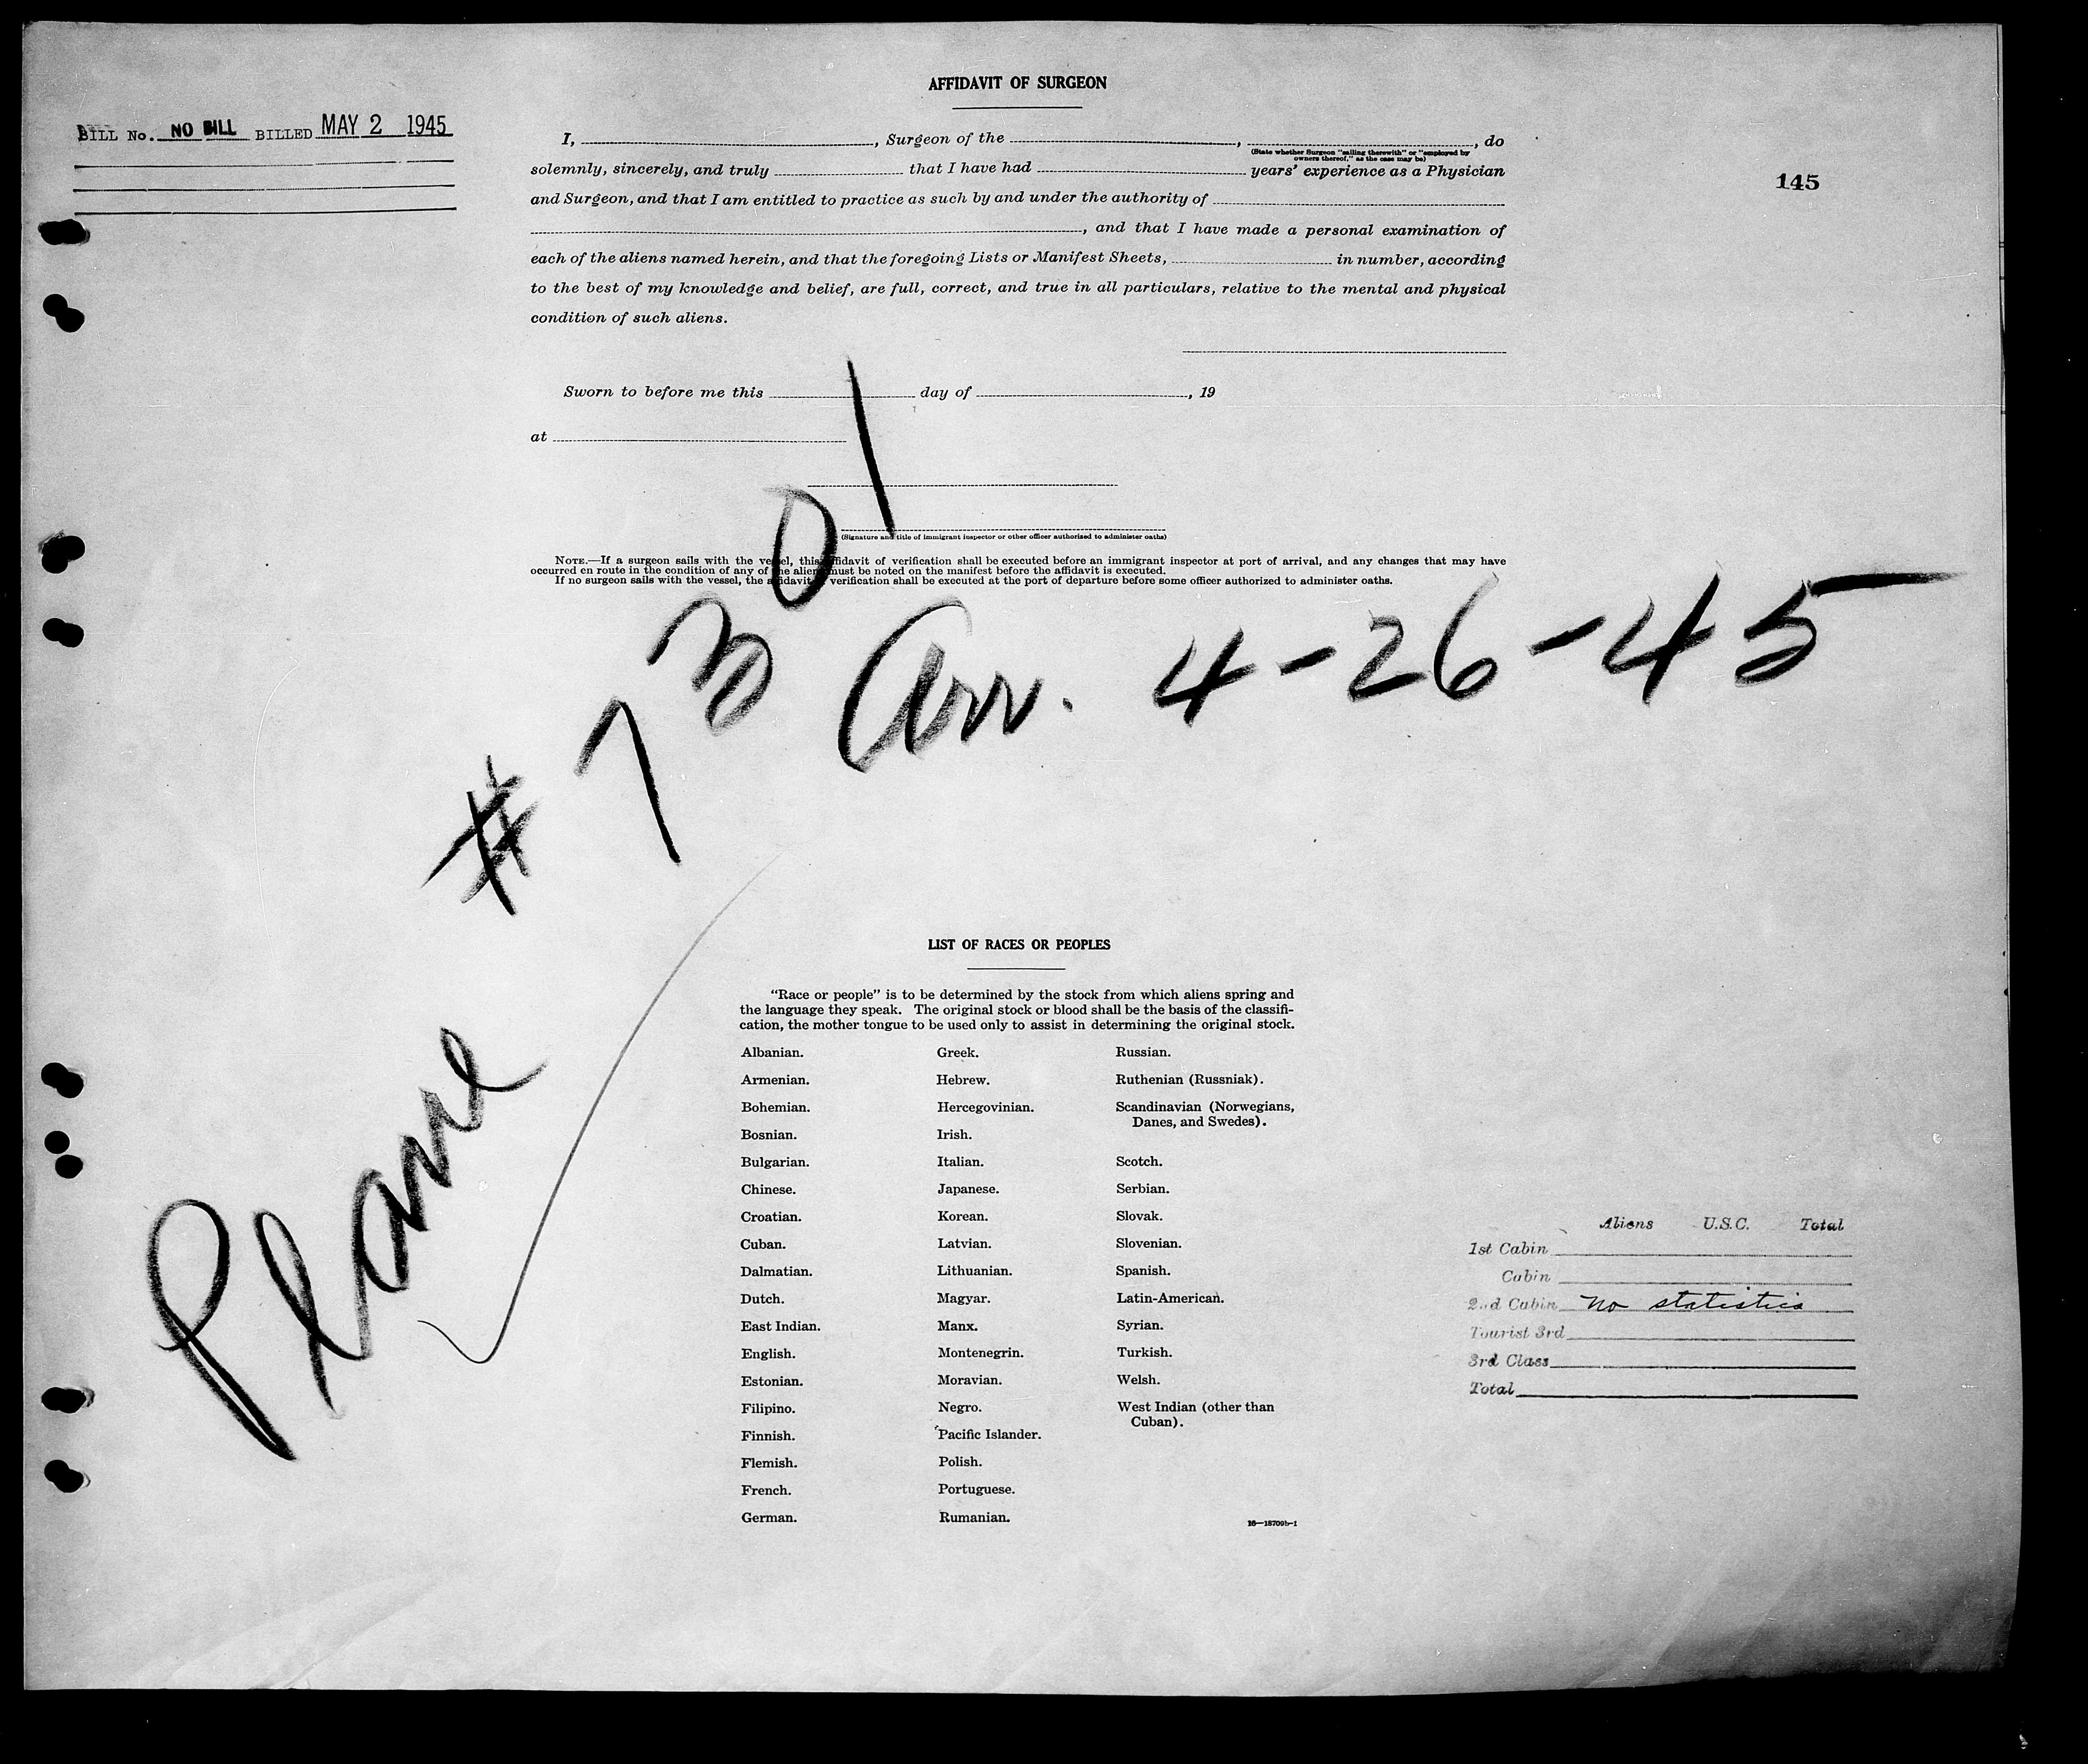 AFFIDAVIT OF SURGEON
BILL No. NO BILL BILLED MAY 2 1945
I, , Surgeon of the , , do
(State whether Surgeon "sailing therewith" or "employed by
owners thereof," as the case may be)
solemnly, sincerely, and truly that I have had years' experience as a Physician
145
and Surgeon, and that I am entitled to practice as such by and under the authority of
, and that I have made a personal examination of
each of the aliens named herein, and that the foregoing Lists or Manifest Sheets, in number, according
to the best of my knowledge and belief, are full, correct, and true in all particulars, relative to the mental and physical
condition of such aliens.
Sworn to before me this day of , 19
at
(Signature and title of immigrant inspector or other officer authorized to administer oaths)
NOTE.—If a surgeon sails with the vessel, this affidavit of verification shall be executed before an immigrant inspector at port of arrival, and any changes that may have
occurred en route in the condition of any of the aliens must be noted on the manifest before the affidavit is executed.
If no surgeon sails with the vessel, the affidavit of verification shall be executed at the port of departure before some officer authorized to administer oaths.
Plane # 7301
Arr. 4-26-45
LIST OF RACES OR PEOPLES
"Race or people" is to be determined by the stock from which aliens spring and
the language they speak. The original stock or blood shall be the basis of the classifi-
cation, the mother tongue to be used only to assist in determining the original stock.
Albanian. Greek. Russian.
Armenian. Hebrew. Ruthenian (Russniak).
Bohemian. Hercegovinian. Scandinavian (Norwegians,
Danes, and Swedes).
Bosnian. Irish.
Bulgarian. Italian. Scotch.
Chinese. Japanese. Serbian.
Croatian. Korean. Slovak.
Cuban. Latvian. Slovenian.
Dalmatian. Lithuanian. Spanish.
Dutch. Magyar. Latin-American.
East Indian. Manx. Syrian.
English. Montenegrin. Turkish.
Estonian. Moravian. Welsh.
Filipino. Negro. West Indian (other than
Cuban).
Finnish. Pacific Islander.
Flemish. Polish.
French. Portuguese.
German. Rumanian.
16—18709b-1
Aliens U.S.C. Total
1st Cabin
Cabin
2nd Cabin no statistics
Tourist 3rd
3rd Class
Total